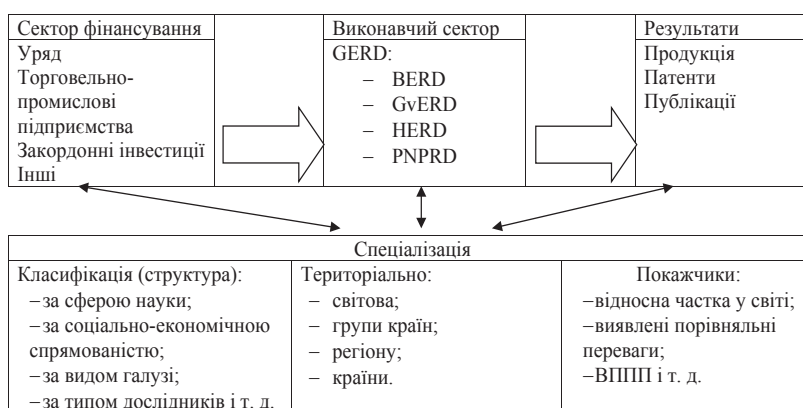 Сектор фінансування
Уряд
Торговельно-
промислові
підприємства
Закордонні інвестиції
Інші
Виконавчий сектор
GERD:
– BERD
– GvERD
– HERD
– PNPRD
Результати
Продукція
Патенти
Публікації
Спеціалізація
Класифікація (структура):
–за сферою науки;
–за соціально-економічною
спрямованістю;
–за видом галузі;
–за типом дослідників і т. д.
Територіально:
– світова;
– групи країн;
– регіону;
– країни.
Покажчики:
–відносна частка у світі;
–виявлені порівняльні
переваги;
–ВППП і т. д.